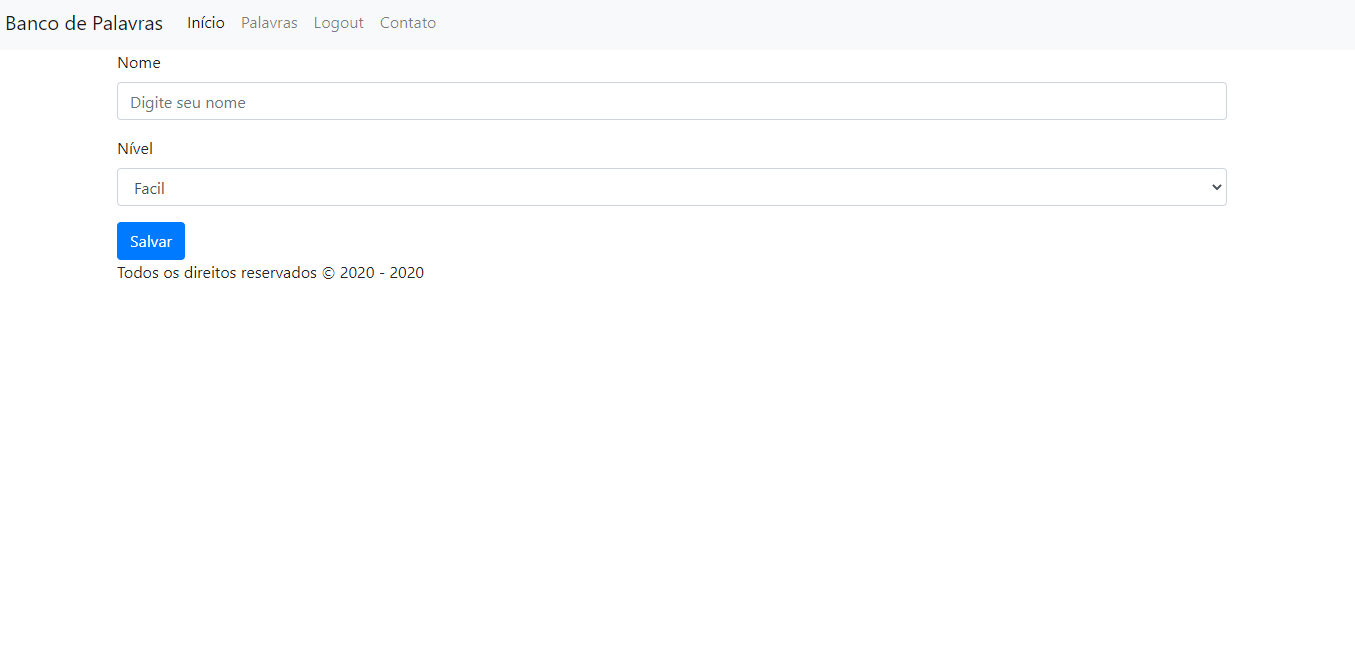 Banco de Palavras Início Palavras Logout Contato
Nome
Digite seu nome
Nível
Facil
Salvar
Todos os direitos reservados © 2020 - 2020